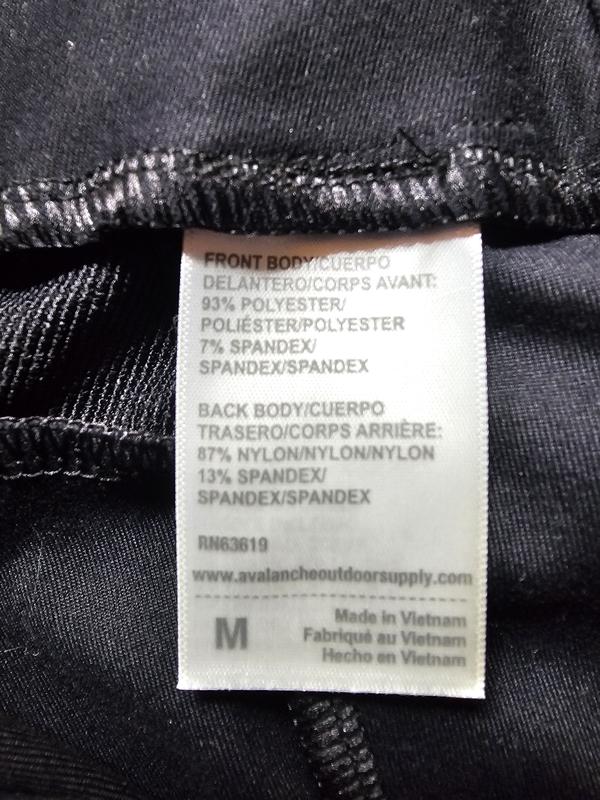 FRONT BODY/CUERPO
DELANTERO/CORPS AVANT:
93% POLYESTER/
POLIÉSTER/POLYESTER
7% SPANDEX/
SPANDEX/SPANDEX
BACK BODY/CUERPO
TRASERO/CORPS ARRIÈRE:
87% NYLON/NYLON/NYLON
13% SPANDEX/
SPANDEX/SPANDEX
RN63619
www.avalancheoutdoorsupply.com
M
Made in Vietnam
Fabriqué au Vietnam
Hecho en Vietnam